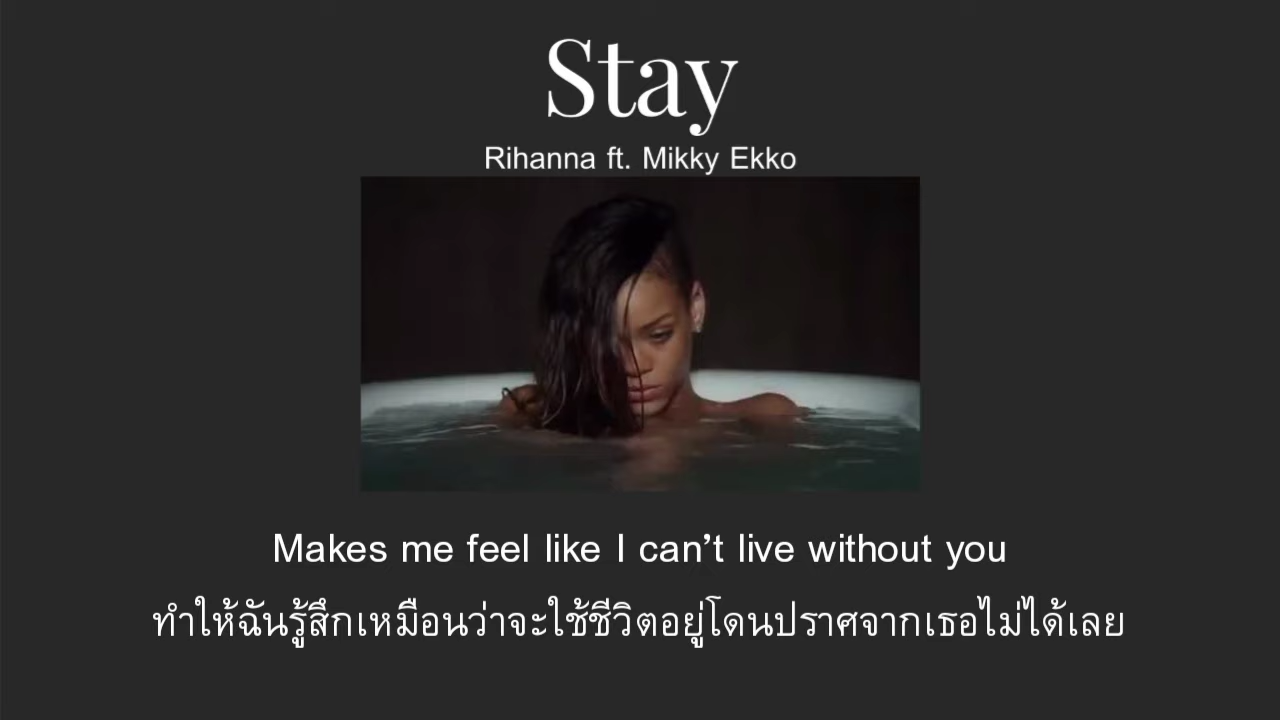 Stay
Rihanna ft. Mikky Ekko
Makes me feel like I can’t live without you
ทำให้ฉันรู้สึกเหมือนว่าจะใช้ชีวิตอยู่โดนปราศจากเธอไม่ได้เลย